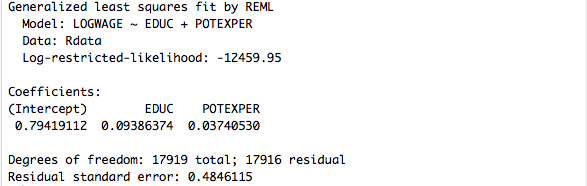 Generalized least squares fit by REML
Model: LOGWAGE ~ EDUC + POTEXPER
Data: Rdata
Log-restricted-likelihood: -12459.95
Coefficients:
(Intercept) EDUC POTEXPER
0.79419112 0.09386374 0.03740530
Degrees of freedom: 17919 total; 17916 residual
Residual standard error: 0.4846115